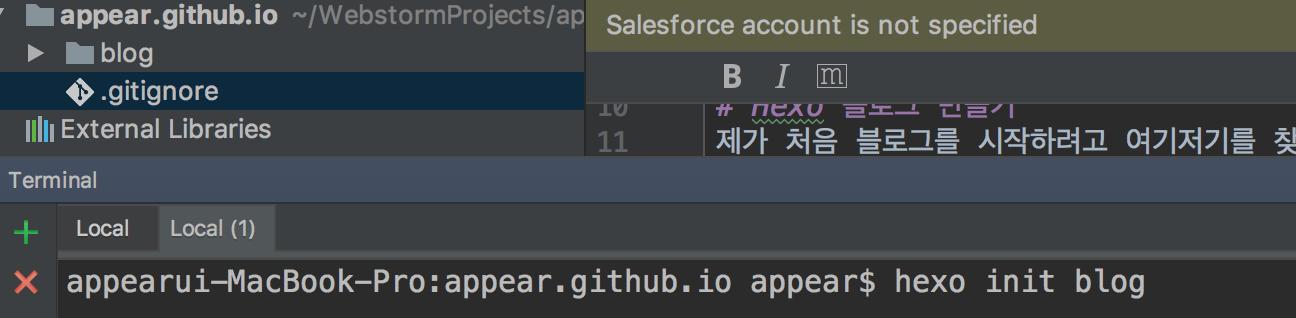 appear.github.io ~/WebstormProjects/ap
blog
.gitignore
External Libraries
Salesforce account is not specified
B I m
10 # Hexo 블로그 만들기
11 제가 처음 블로그를 시작하려고 여기저기를 찾
Terminal
Local Local (1)
appearui-MacBook-Pro:appear.github.io appear$ hexo init blog